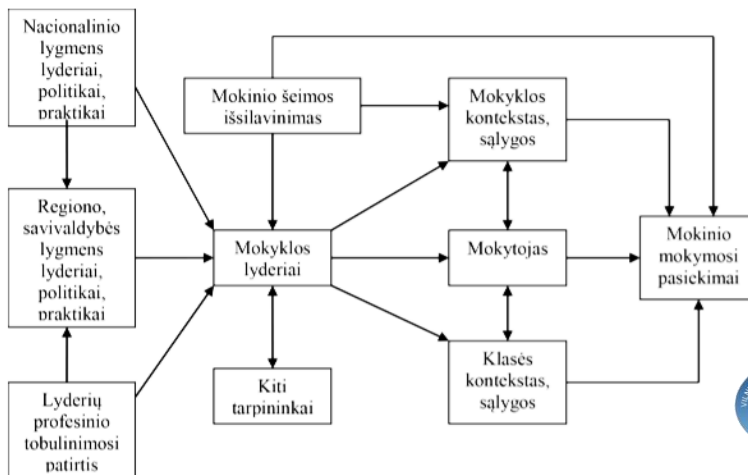 Nacionalinio
lygmens
lyderiai,
politikai,
praktikai
Regiono,
savivaldybės
lygmens
lyderiai,
politikai,
praktikai
Lyderių
profesinio
tobulinimosi
patirtis
Mokinio šeimos
išsilavinimas
Mokyklos
lyderiai
Kiti
tarpininkai
Mokyklos
kontekstas,
sąlygos
Mokytojas
Klasės
kontekstas,
sąlygos
Mokinio
mokymosi
pasiekimai